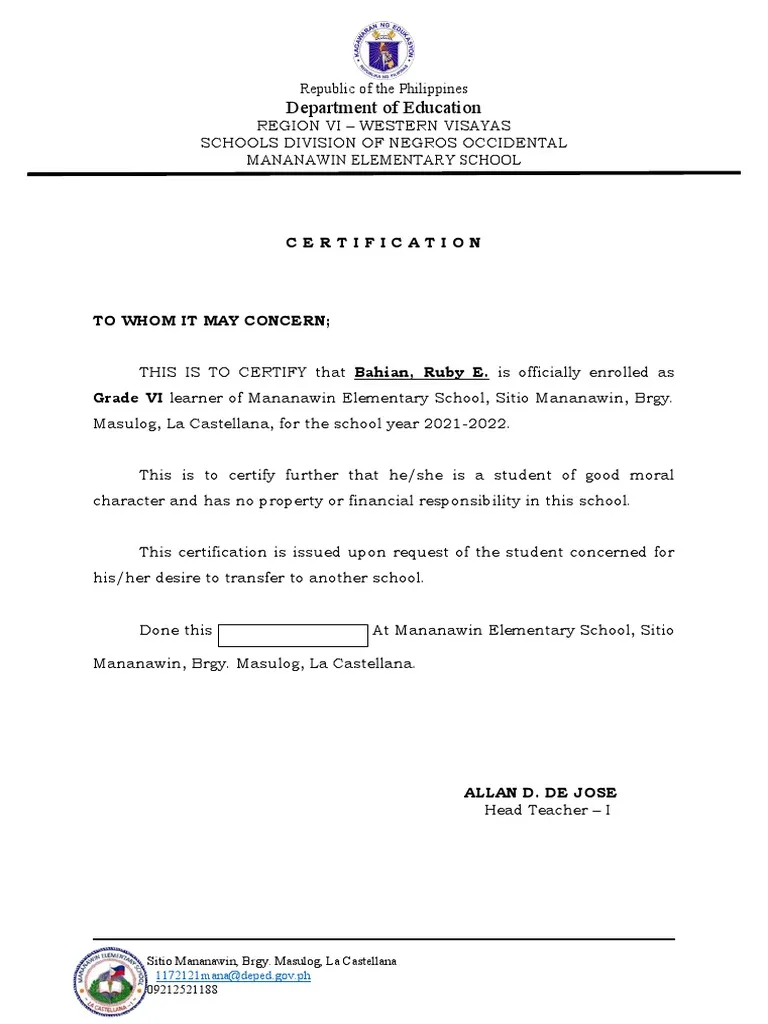 KAGAWARAN NG EDUKASYON
REPUBLIKA NG PILIPINAS
Republic of the Philippines
Department of Education
REGION VI – WESTERN VISAYAS
SCHOOLS DIVISION OF NEGROS OCCIDENTAL
MANANAWIN ELEMENTARY SCHOOL
CERTIFICATION
TO WHOM IT MAY CONCERN;
THIS IS TO CERTIFY that Bahian, Ruby E. is officially enrolled as
Grade VI learner of Mananawin Elementary School, Sitio Mananawin, Brgy.
Masulog, La Castellana, for the school year 2021-2022.
This is to certify further that he/she is a student of good moral
character and has no property or financial responsibility in this school.
This certification is issued upon request of the student concerned for
his/her desire to transfer to another school.
Done this At Mananawin Elementary School, Sitio
Mananawin, Brgy. Masulog, La Castellana.
ALLAN D. DE JOSE
Head Teacher – I
MANANAWIN ELEMENTARY SCHOOL
LA CASTELLANA – I
Sitio Mananawin, Brgy. Masulog, La Castellana
1172121mana@deped.gov.ph
09212521188